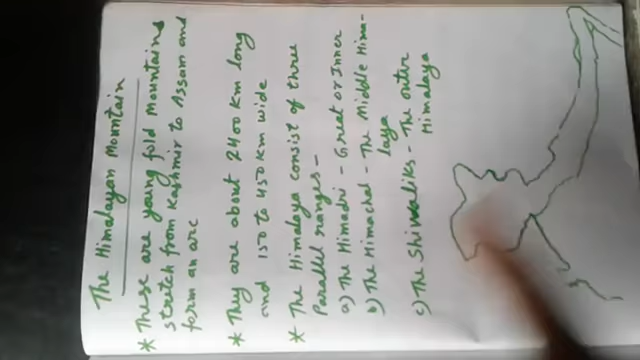 The Himalayan Mountain
* These are young fold mountains
stretch from Kashmir to Assam and
form an arc
* They are about 2400 km long
and 150 to 450 km wide
* The Himalaya consist of three
Parallel ranges-
a) The Himadri - Great or Inner
b) The Himachal - The Middle Hima-
laya
c) The Shivaliks - The outer
Himalaya